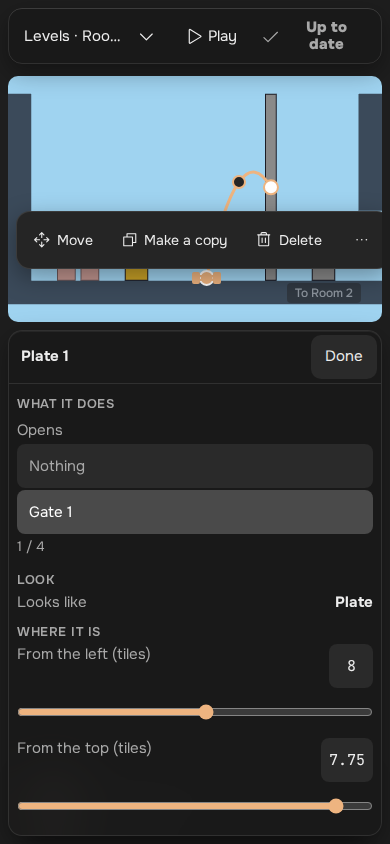 Levels · Roo...
Play
Up to
date
Move
Make a copy
Delete
...
To Room 2
Plate 1
Done
WHAT IT DOES
Opens
Nothing
Gate 1
1 / 4
LOOK
Looks like
Plate
WHERE IT IS
From the left (tiles)
8
From the top (tiles)
7.75